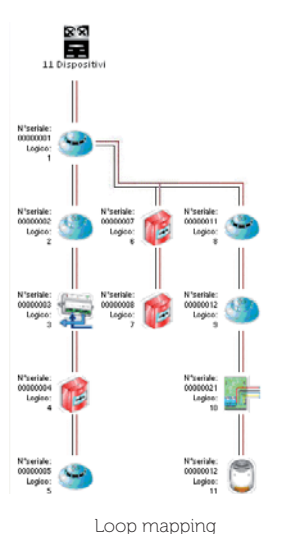 11 Dispositivi
N°seriale:
00000001
Logico:
1
N°seriale:
00000002
Logico:
2
N°seriale:
00000007
Logico:
6
N°seriale:
00000011
Logico:
8
N°seriale:
00000003
Logico:
3
N°seriale:
00000008
Logico:
7
N°seriale:
00000012
Logico:
9
N°seriale:
00000004
Logico:
4
N°seriale:
00000021
Logico:
10
N°seriale:
00000005
Logico:
5
N°seriale:
00000012
Logico:
11
Loop mapping